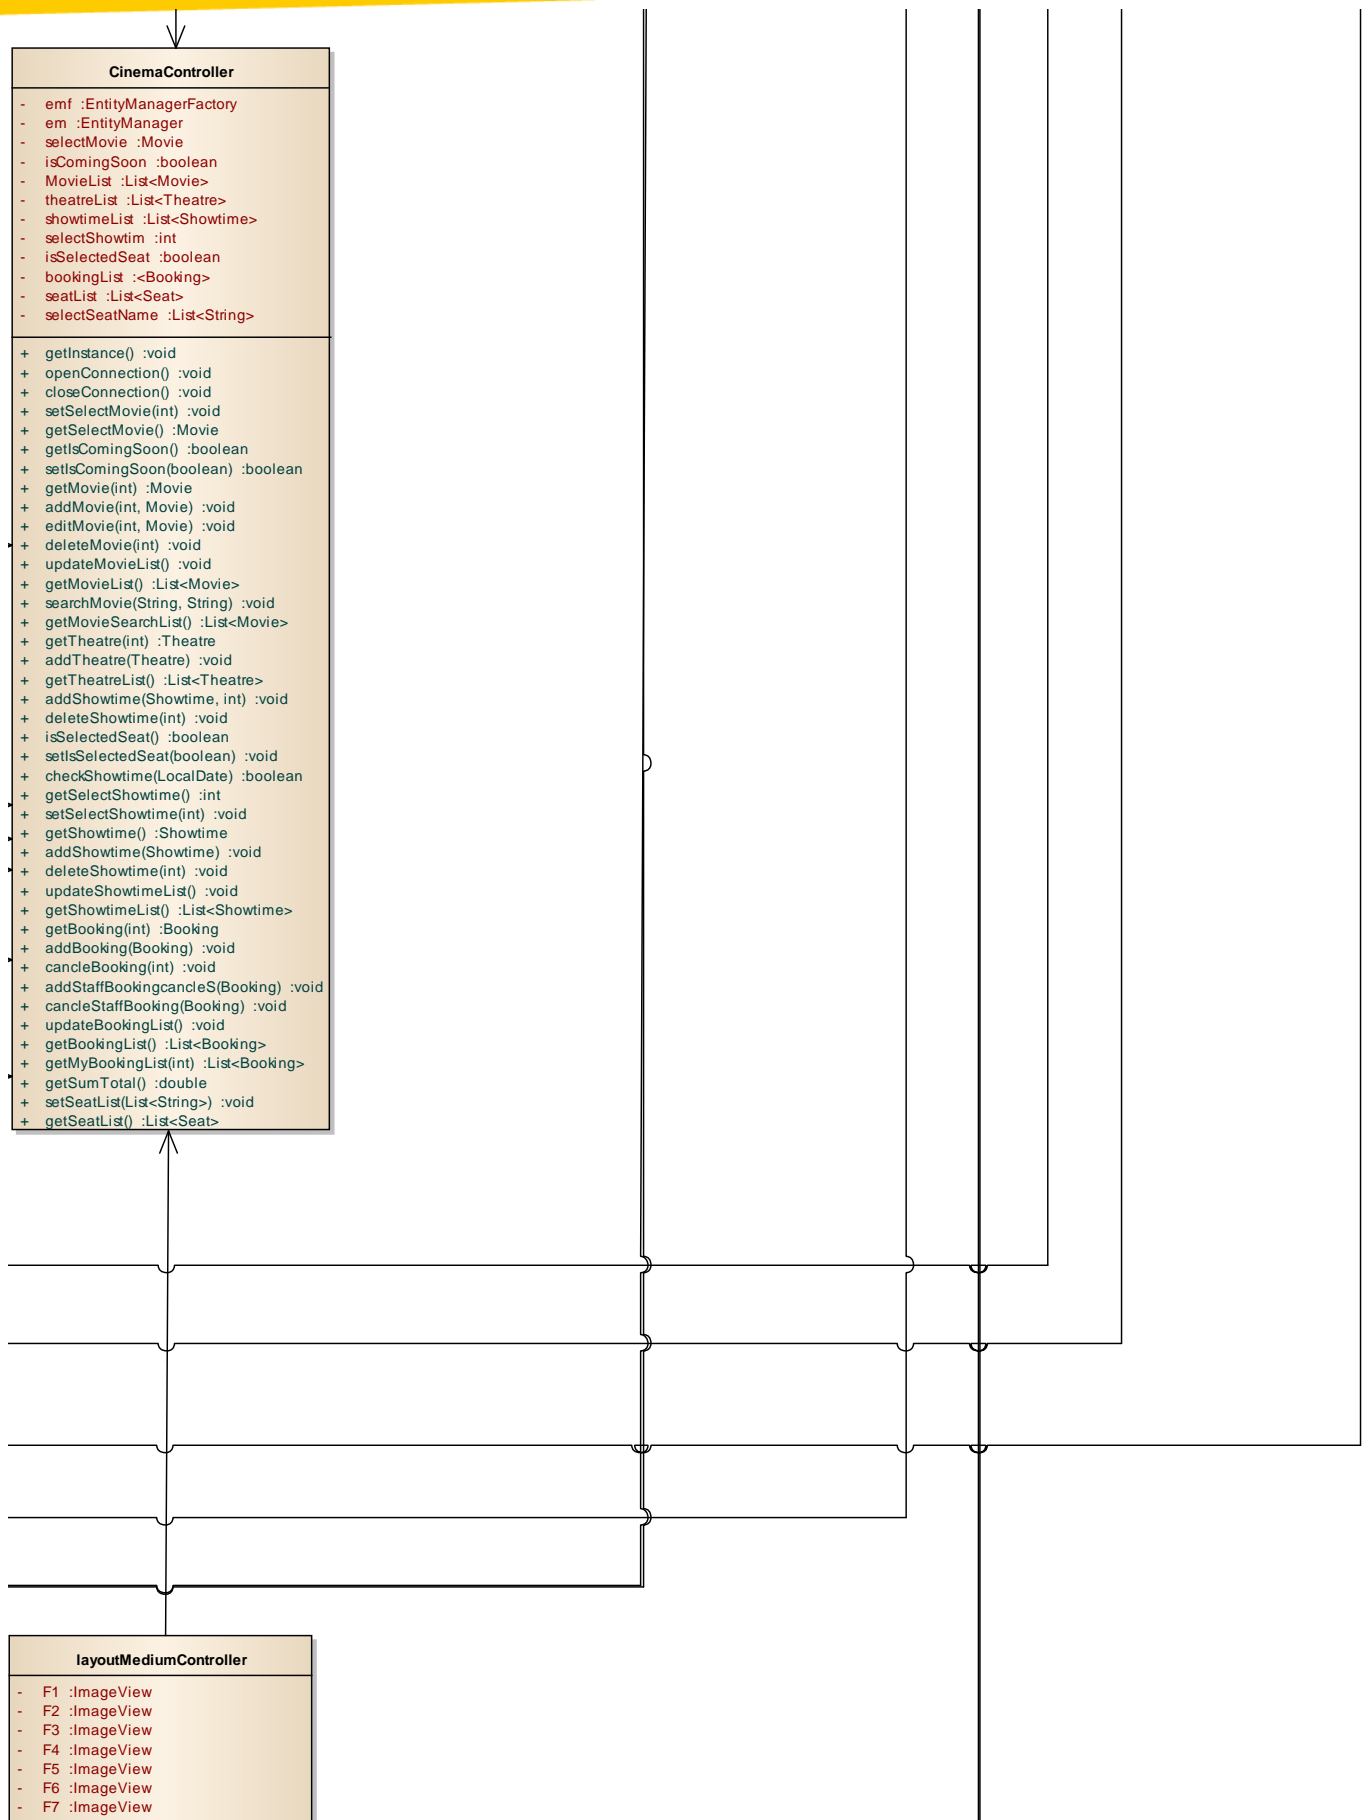 CinemaController
- emf :EntityManagerFactory
- em :EntityManager
- selectMovie :Movie
- isComingSoon :boolean
- MovieList :List<Movie>
- theatreList :List<Theatre>
- showtimeList :List<Showtime>
- selectShowtim :int
- isSelectedSeat :boolean
- bookingList :<Booking>
- seatList :List<Seat>
- selectSeatName :List<String>
+ getInstance() :void
+ openConnection() :void
+ closeConnection() :void
+ setSelectMovie(int) :void
+ getSelectMovie() :Movie
+ getIsComingSoon() :boolean
+ setIsComingSoon(boolean) :boolean
+ getMovie(int) :Movie
+ addMovie(int, Movie) :void
+ editMovie(int, Movie) :void
+ deleteMovie(int) :void
+ updateMovieList() :void
+ getMovieList() :List<Movie>
+ searchMovie(String, String) :void
+ getMovieSearchList() :List<Movie>
+ getTheatre(int) :Theatre
+ addTheatre(Theatre) :void
+ getTheatreList() :List<Theatre>
+ addShowtime(Showtime, int) :void
+ deleteShowtime(int) :void
+ isSelectedSeat() :boolean
+ setIsSelectedSeat(boolean) :void
+ checkShowtime(LocalDate) :boolean
+ getSelectShowtime() :int
+ setSelectShowtime(int) :void
+ getShowtime() :Showtime
+ addShowtime(Showtime) :void
+ deleteShowtime(int) :void
+ updateShowtimeList() :void
+ getShowtimeList() :List<Showtime>
+ getBooking(int) :Booking
+ addBooking(Booking) :void
+ cancleBooking(int) :void
+ addStaffBookingcancleS(Booking) :void
+ cancleStaffBooking(Booking) :void
+ updateBookingList() :void
+ getBookingList() :List<Booking>
+ getMyBookingList(int) :List<Booking>
+ getSumTotal() :double
+ setSeatList(List<String>) :void
+ getSeatList() :List<Seat>
layoutMediumController
- F1 :ImageView
- F2 :ImageView
- F3 :ImageView
- F4 :ImageView
- F5 :ImageView
- F6 :ImageView
- F7 :ImageView